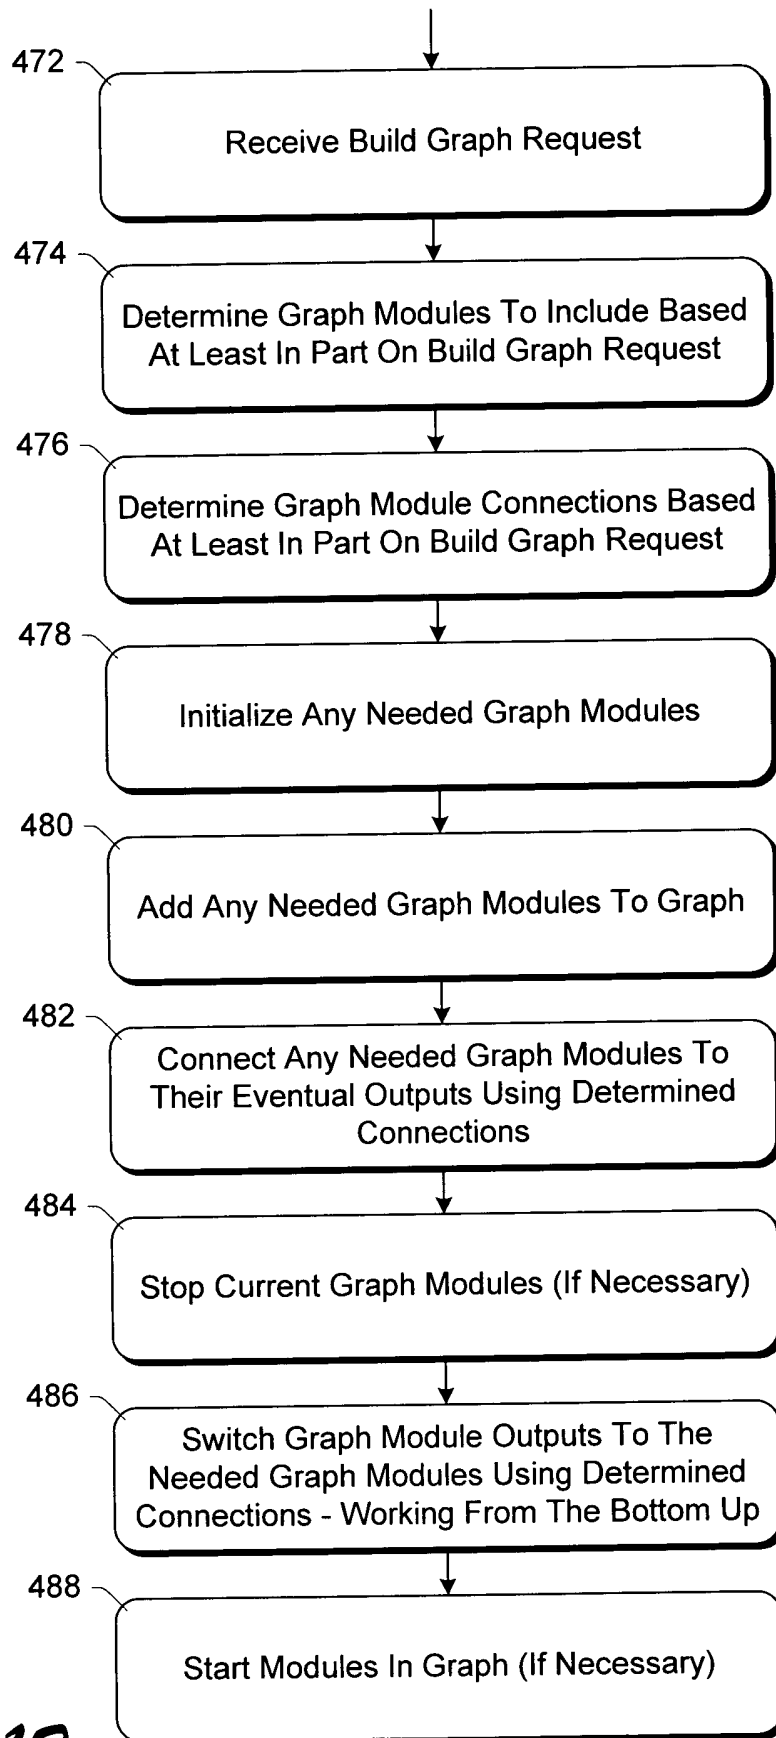 472
Receive Build Graph Request
474
Determine Graph Modules To Include Based
At Least In Part On Build Graph Request
476
Determine Graph Module Connections Based
At Least In Part On Build Graph Request
478
Initialize Any Needed Graph Modules
480
Add Any Needed Graph Modules To Graph
482
Connect Any Needed Graph Modules To
Their Eventual Outputs Using Determined
Connections
484
Stop Current Graph Modules (If Necessary)
486
Switch Graph Module Outputs To The
Needed Graph Modules Using Determined
Connections - Working From The Bottom Up
488
Start Modules In Graph (If Necessary)